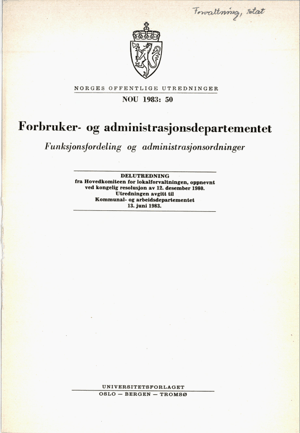 Forvaltning, stat
NORGES OFFENTLIGE UTREDNINGER
NOU 1983: 50
Forbruker- og administrasjonsdepartementet
Funksjonsfordeling og administrasjonsordninger
DELUTREDNING
fra Hovedkomiteen for lokalforvaltningen, oppnevnt
ved kongelig resolusjon av 12. desember 1980.
Utredningen avgitt til
Kommunal- og arbeidsdepartementet
13. juni 1983.
UNIVERSITETSFORLAGET
OSLO — BERGEN — TROMSØ